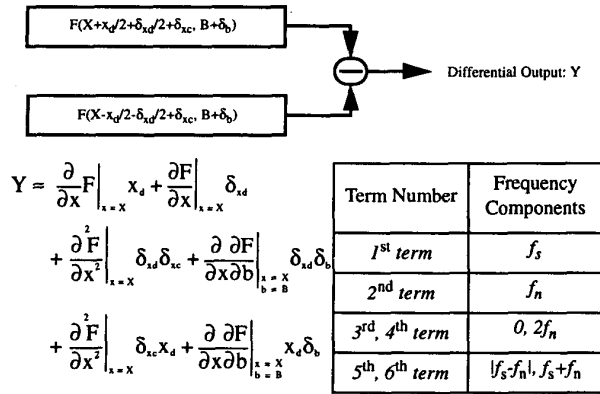 F(X+x_d/2+δ_xd/2+δ_xc, B+δ_b)
−
Differential Output: Y
F(X-x_d/2-δ_xd/2+δ_xc, B+δ_b)
Y ≈ ∂/∂x F|_{x = X} x_d + ∂F/∂x|_{x = X} δ_xd
+ ∂²F/∂x²|_{x = X} δ_xd δ_xc + ∂ ∂F/∂x∂b|_{x = X, b = B} δ_xd δ_b
+ ∂²F/∂x²|_{x = X} δ_xc x_d + ∂ ∂F/∂x∂b|_{x = X, b = B} x_d δ_b
Term Number | Frequency Components
1st term | f_s
2nd term | f_n
3rd, 4th term | 0, 2f_n
5th, 6th term | |f_s-f_n|, f_s+f_n